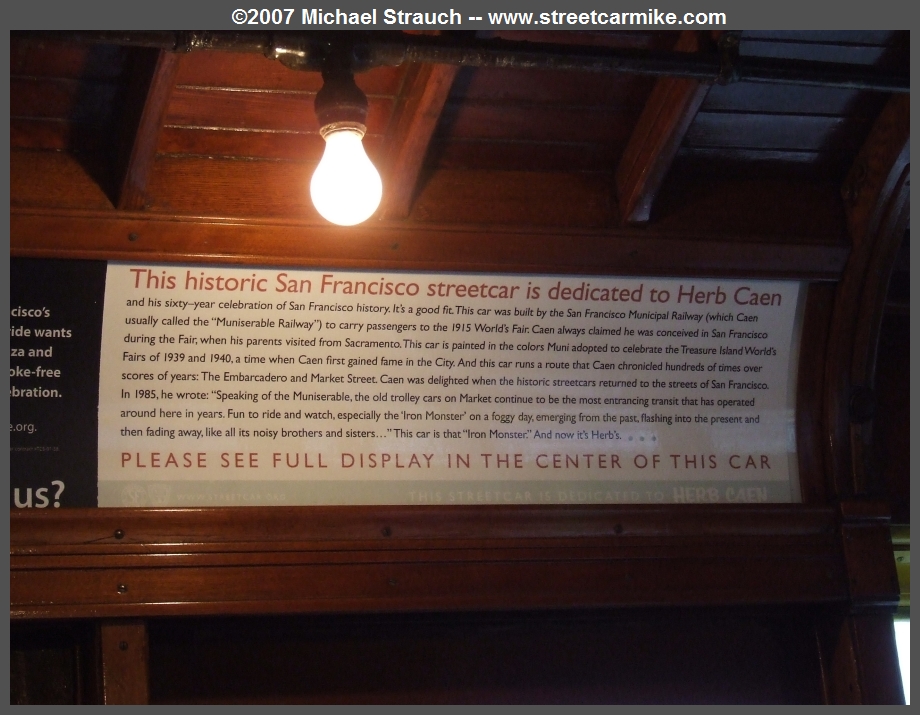 ©2007 Michael Strauch -- www.streetcarmike.com
This historic San Francisco streetcar is dedicated to Herb Caen
and his sixty-year celebration of San Francisco history. It's a good fit. This car was built by the San Francisco Municipal Railway (which Caen
usually called the "Muniserable Railway") to carry passengers to the 1915 World's Fair. Caen always claimed he was conceived in San Francisco
during the Fair, when his parents visited from Sacramento. This car is painted in the colors Muni adopted to celebrate the Treasure Island World's
Fairs of 1939 and 1940, a time when Caen first gained fame in the City. And this car runs a route that Caen chronicled hundreds of times over
scores of years: The Embarcadero and Market Street. Caen was delighted when the historic streetcars returned to the streets of San Francisco.
In 1985, he wrote: "Speaking of the Muniserable, the old trolley cars on Market continue to be the most entrancing transit that has operated
around here in years. Fun to ride and watch, especially the 'Iron Monster' on a foggy day, emerging from the past, flashing into the present and
then fading away, like all its noisy brothers and sisters…" This car is that "Iron Monster." And now it's Herb's.
PLEASE SEE FULL DISPLAY IN THE CENTER OF THIS CAR
THIS STREETCAR IS DEDICATED TO HERB CAEN
cisco's
ide wants
za and
oke-free
bration.
e.org.
us?